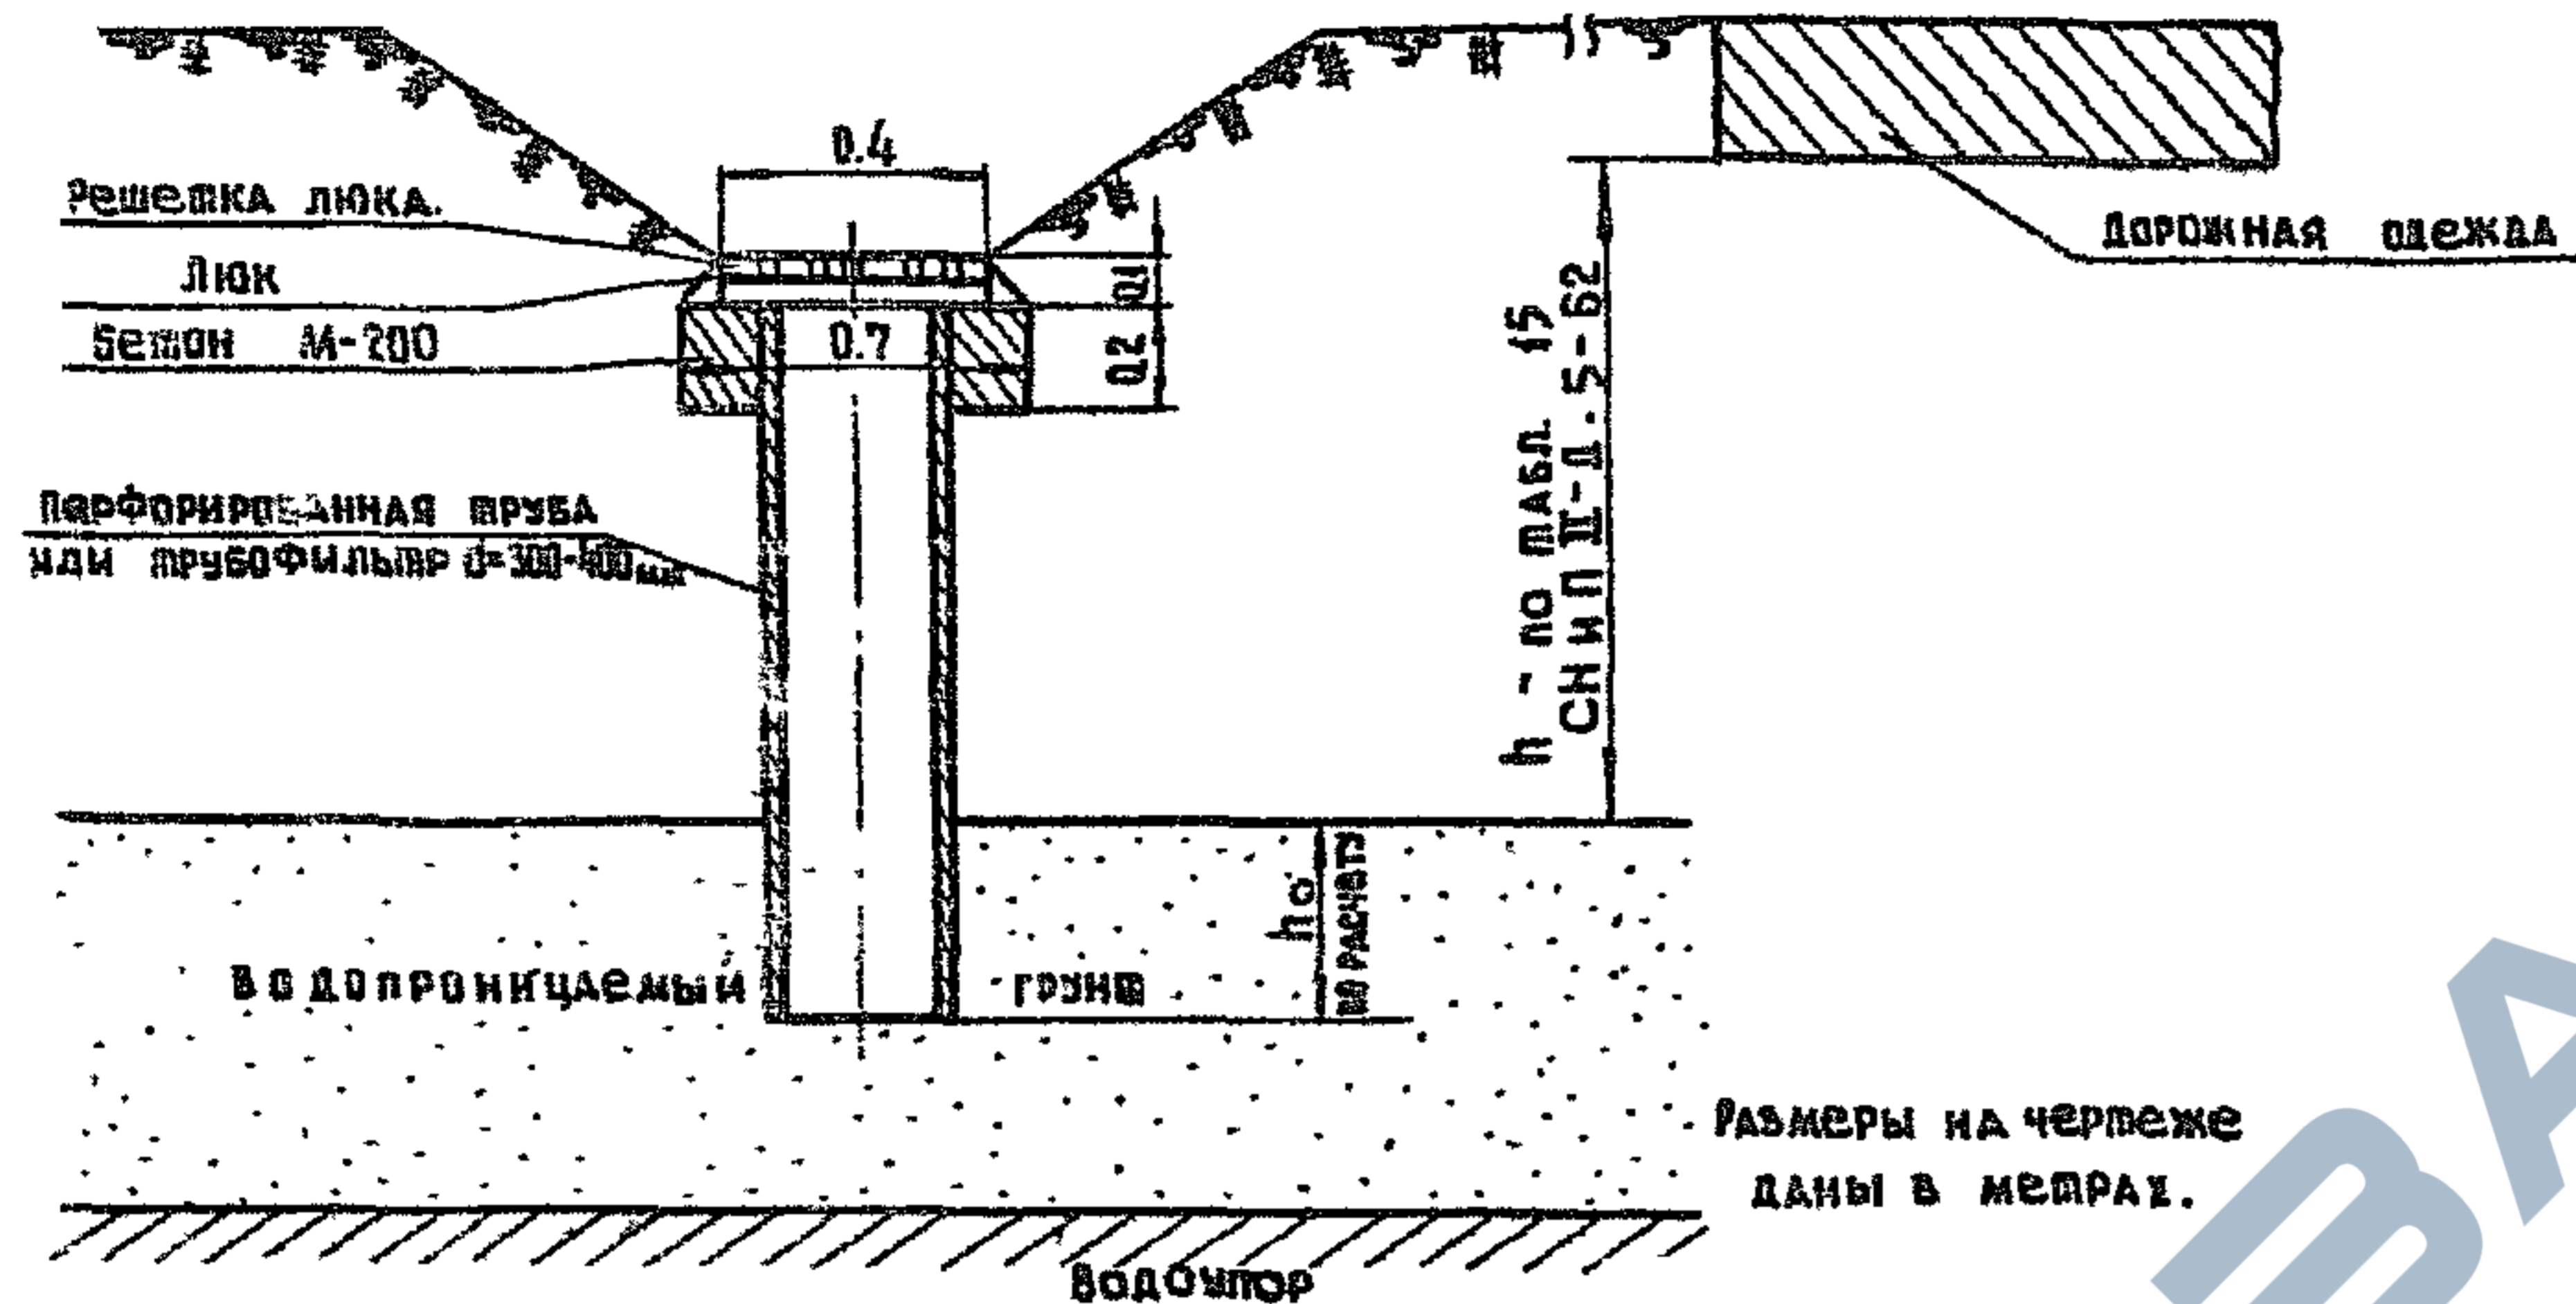 0.4
Решетка люка.
Люк
Бетон М-200
0.7
0.1
0.2
Дорожная одежда
Перфорированная труба
или трубофильтр d=300-400мм
h - по табл. 15
СНиП II-Д.5-62
h₀
по расчету
Водопроницаемый грунт
Размеры на чертеже
даны в метрах.
Водоупор
ЗА